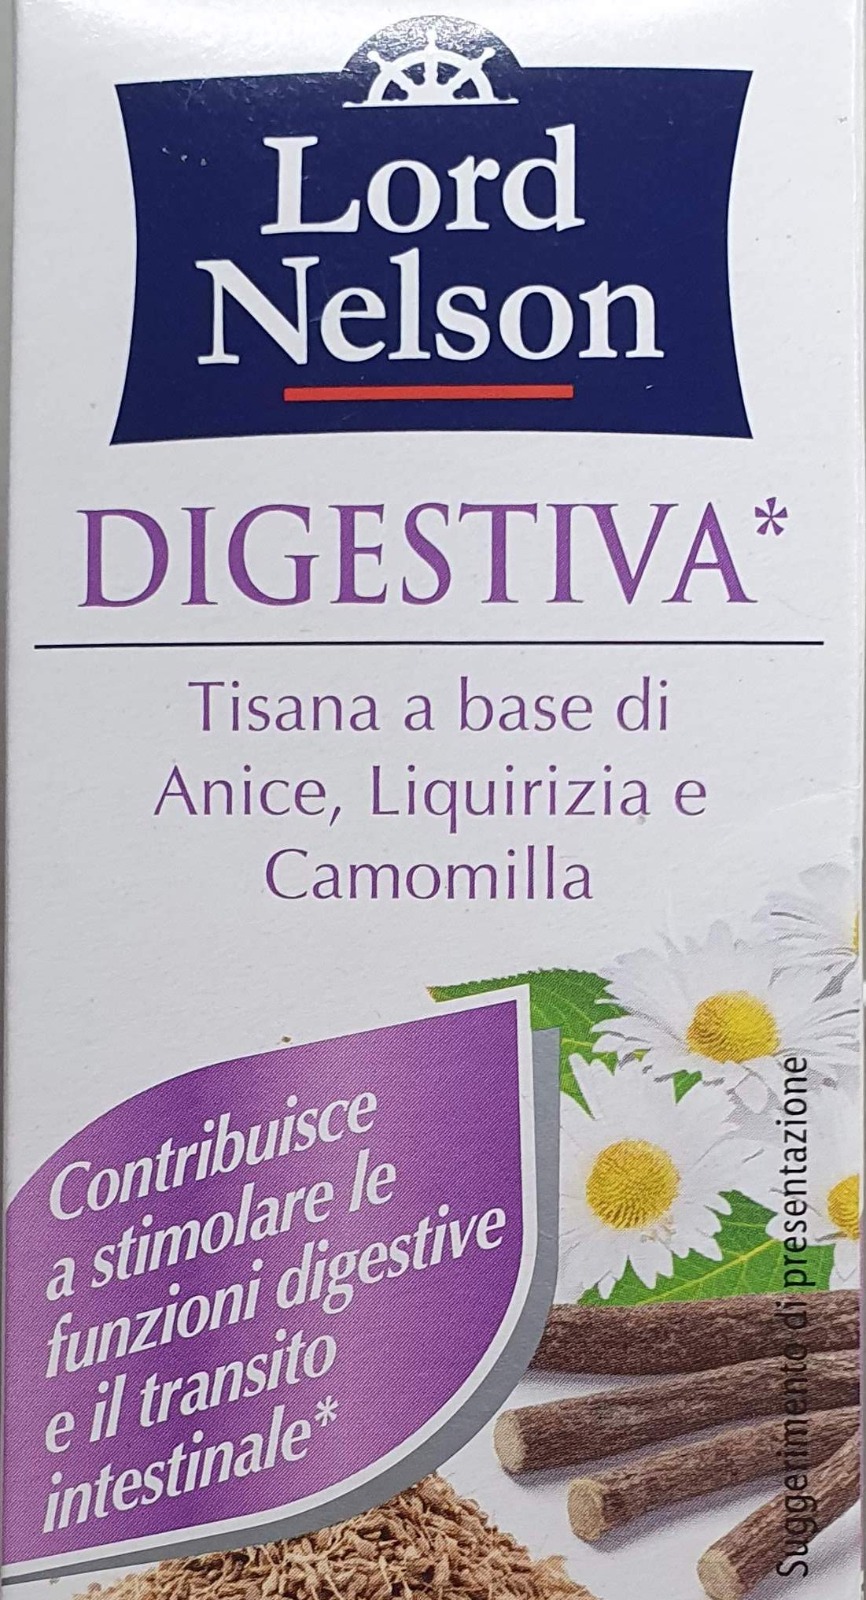 Lord
Nelson
DIGESTIVA*
Tisana a base di
Anice, Liquirizia e
Camomilla
Contribuisce
a stimolare le
funzioni digestive
e il transito
intestinale*
Suggerimento di presentazione